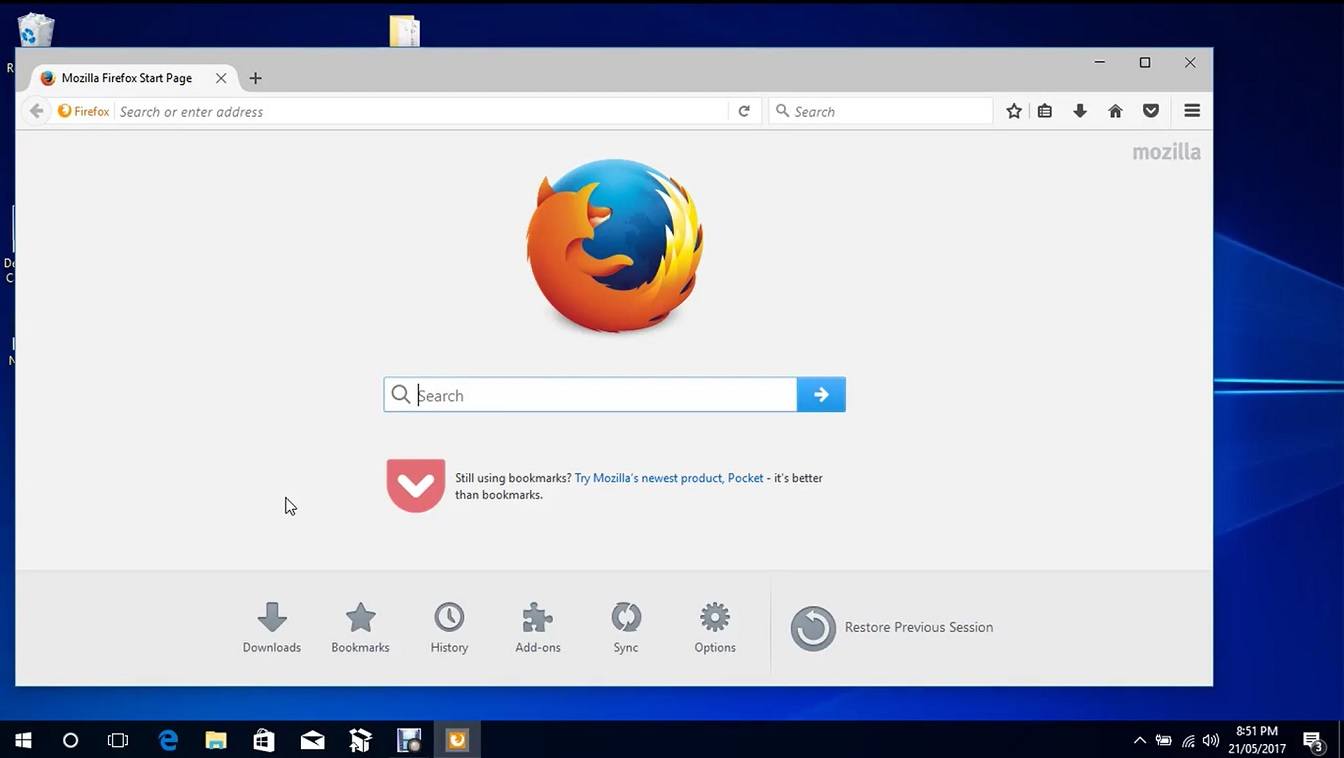 Mozilla Firefox Start Page
Firefox
Search or enter address
Search
mozilla
Search
Still using bookmarks? Try Mozilla's newest product, Pocket - it's better
than bookmarks.
Downloads
Bookmarks
History
Add-ons
Sync
Options
Restore Previous Session
8:51 PM
21/05/2017
3